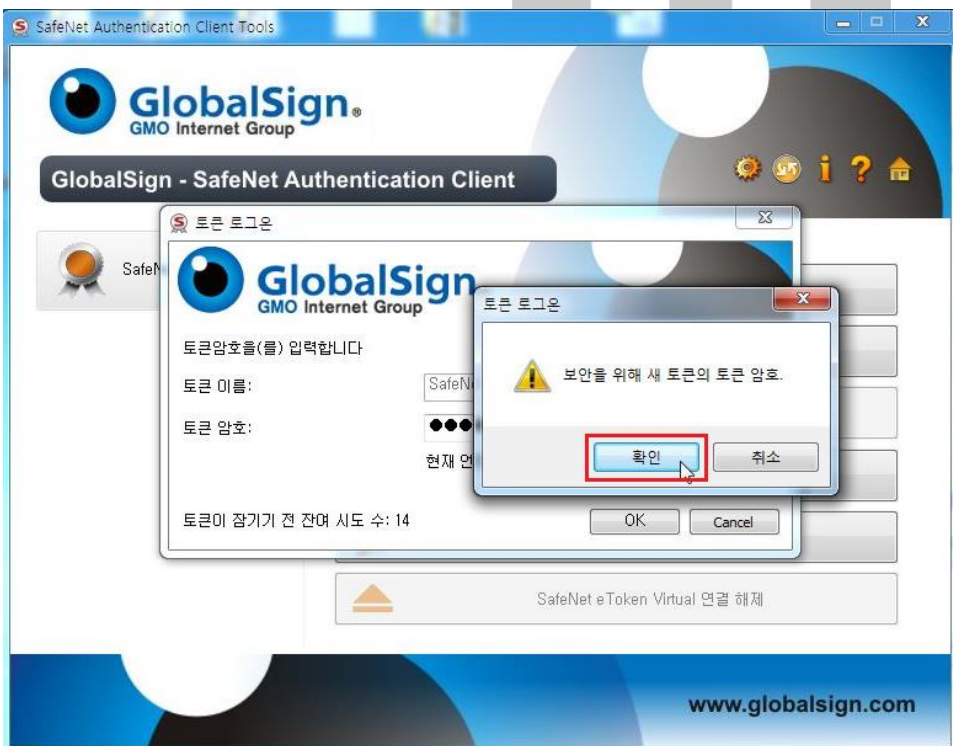 SafeNet Authentication Client Tools
GlobalSign®
GMO Internet Group
GlobalSign - SafeNet Authentication Client
토큰 로그온
GlobalSign
GMO Internet Group
토큰암호을(를) 입력합니다
토큰 이름:
토큰 암호:
현재 언
토큰이 잠기기 전 잔여 시도 수: 14
OK
Cancel
토큰 로그온
보안을 위해 새 토큰의 토큰 암호.
확인
취소
SafeNet eToken Virtual 연결 해제
www.globalsign.com